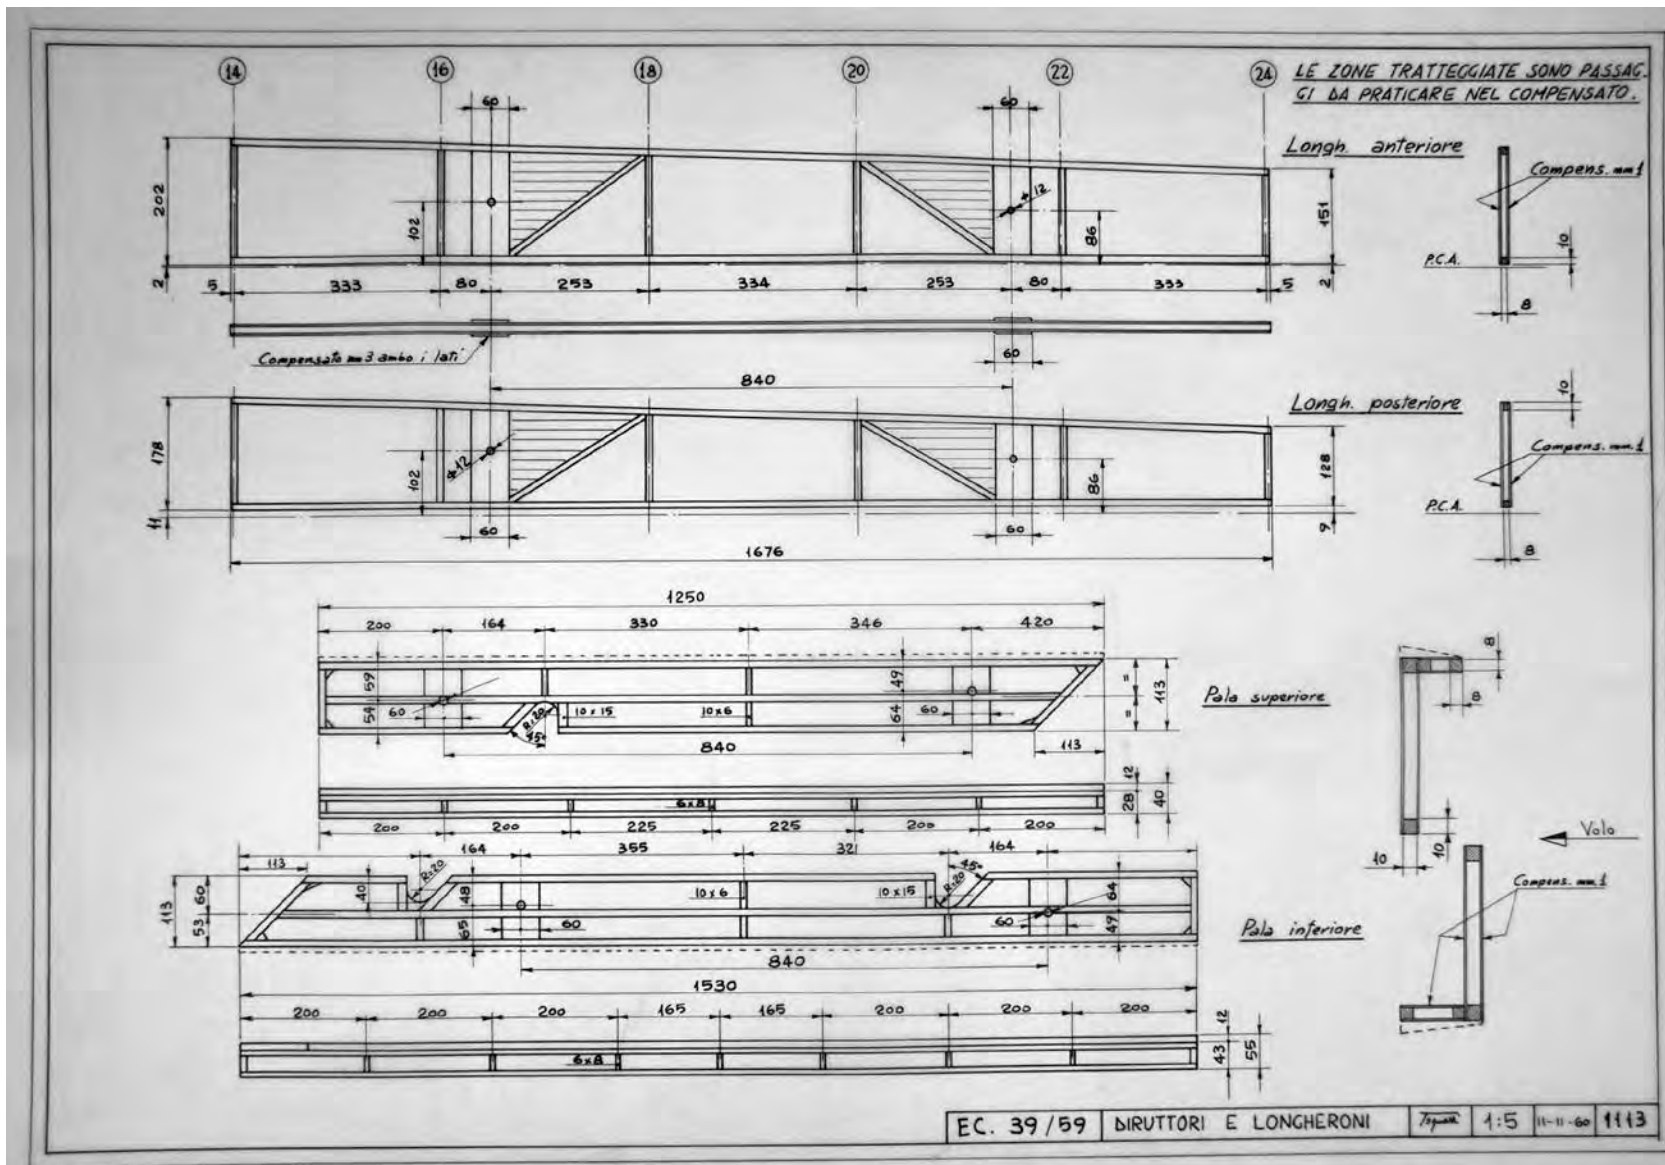 14 16 18 20 22 24
LE ZONE TRATTEGGIATE SONO PASSAG.
GI DA PRATICARE NEL COMPENSATO.
60 60
Longh. anteriore
Compens. mm 1
202 102 ø 12 86 151
10
P.C.A.
2 5 333 80 253 334 253 80 333 5 2
8
Compensato mm 3 ambo i lati
60
840
Longh. posteriore
10
178 ø 12 102 86 128
Compens. mm. 1
P.C.A.
11 60 60 9
8
1676
1250
200 164 330 346 420
59 49 = 113
8
8
Pala superiore
54 60 R=20 10 x 15 10 x 6 64 60 =
45°
840 113
12
6x8 28 40
200 200 225 225 200 200
Volo
10 10
164 355 321 164
113
R=20 45° R=20
113 60 40 48 10 x 6 10 x 15 64
Compens. mm. 1
53 65 60 60 49
Pala inferiore
840
1530
200 200 200 165 165 200 200 200
12
6x8 43 55
EC. 39/59 DIRUTTORI E LONGHERONI 1:5 11-11-60 1113